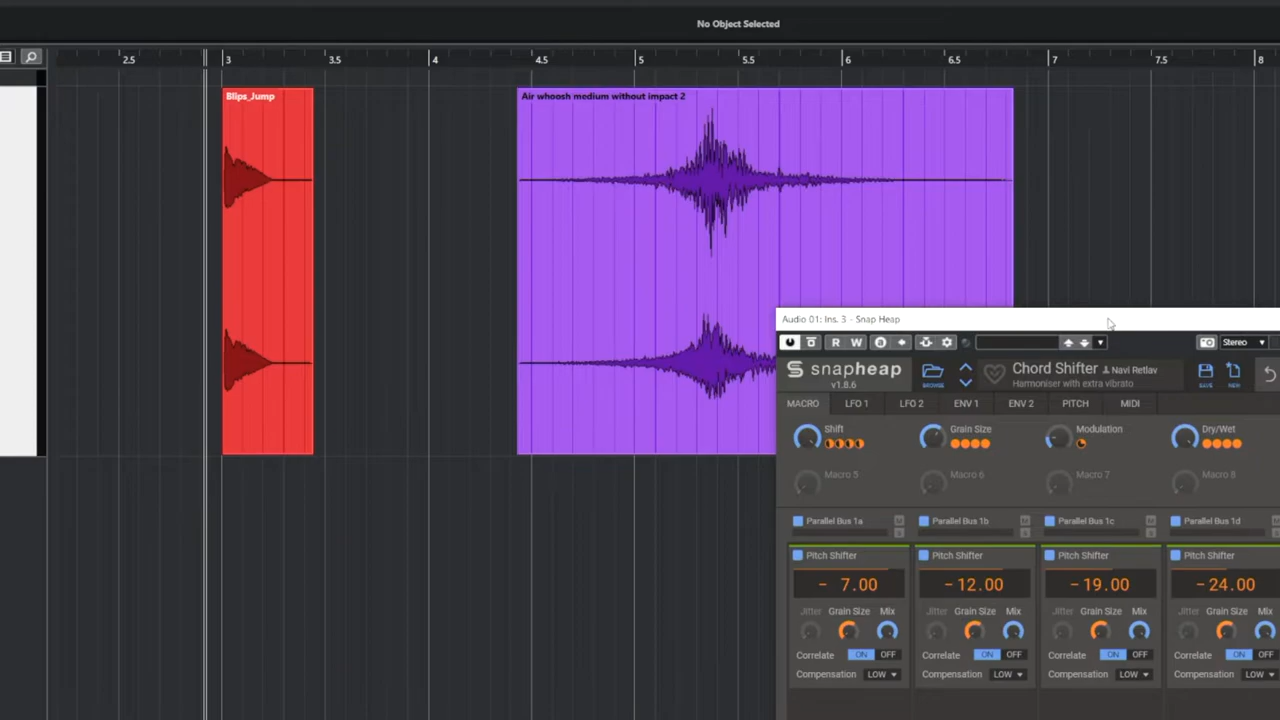 No Object Selected
2.5 3 3.5 4 4.5 5 5.5 6 6.5 7 7.5 8
Blips_Jump
Air whoosh medium without impact 2
Audio 01: Ins. 3 - Snap Heap
R W Stereo
snapheap
v1.8.6
BROWSE
Chord Shifter Navi Retlav
Harmoniser with extra vibrato
SAVE NEW
MACRO LFO 1 LFO 2 ENV 1 ENV 2 PITCH MIDI
Shift Grain Size Modulation Dry/Wet
Macro 5 Macro 6 Macro 7 Macro 8
Parallel Bus 1a M S Parallel Bus 1b M S Parallel Bus 1c M S Parallel Bus 1d
Pitch Shifter Pitch Shifter Pitch Shifter Pitch Shifter
- 7.00 -12.00 -19.00 -24.00
Jitter Grain Size Mix Jitter Grain Size Mix Jitter Grain Size Mix Jitter Grain Size Mix
Correlate ON OFF Correlate ON OFF Correlate ON OFF Correlate ON OFF
Compensation LOW Compensation LOW Compensation LOW Compensation LOW